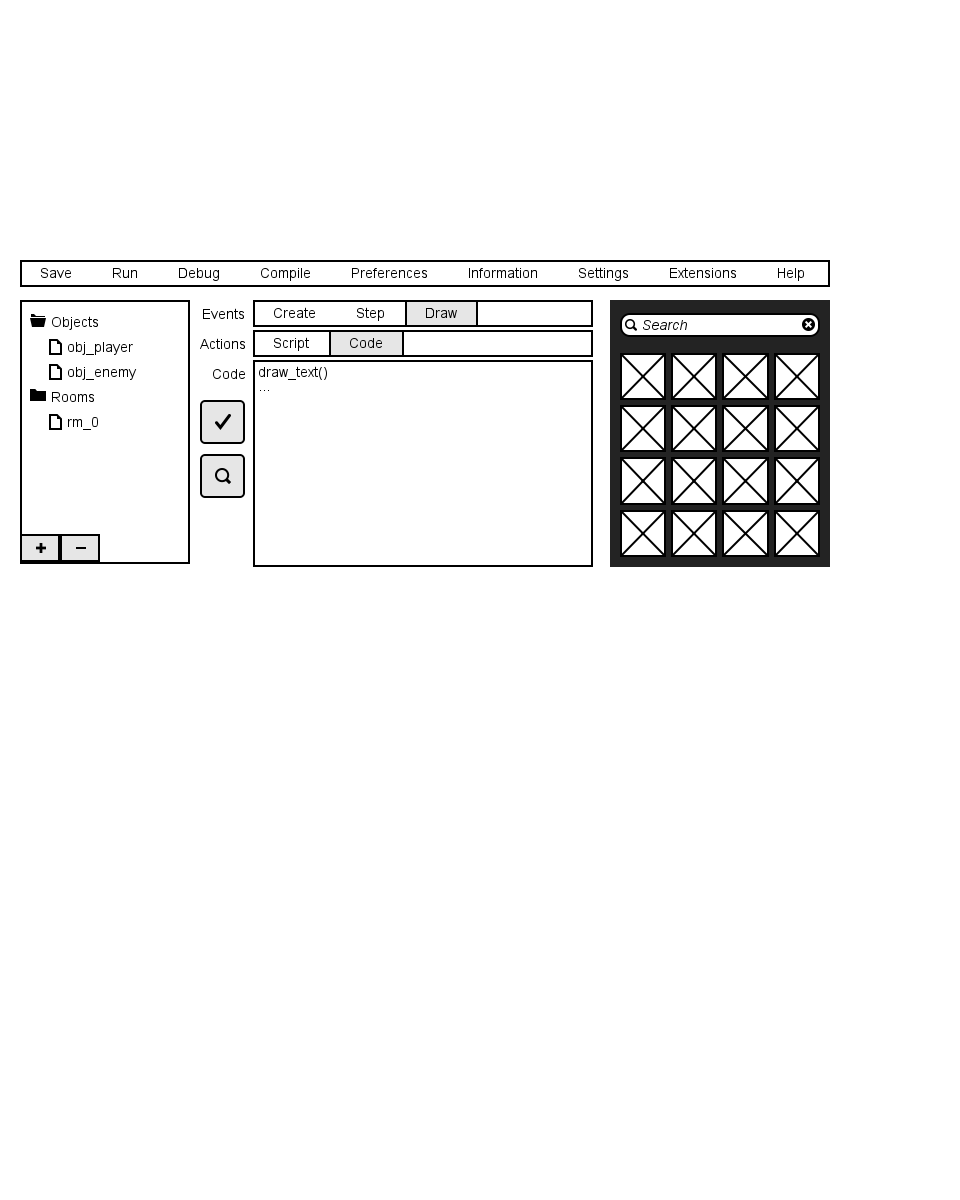 Save Run Debug Compile Preferences Information Settings Extensions Help
Objects
obj_player
obj_enemy
Rooms
rm_0
Events Create Step Draw
Actions Script Code
Code draw_text()
...
Search